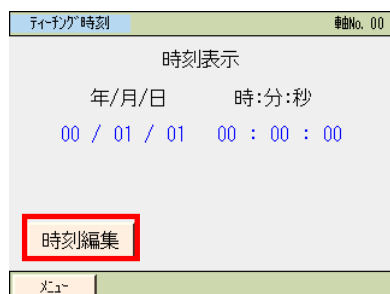 ﾃｨｰﾁﾝｸﾞ時刻 軸No. 00
時刻表示
年/月/日 時:分:秒
00 / 01 / 01 00 : 00 : 00
時刻編集
ﾒﾆｭｰ